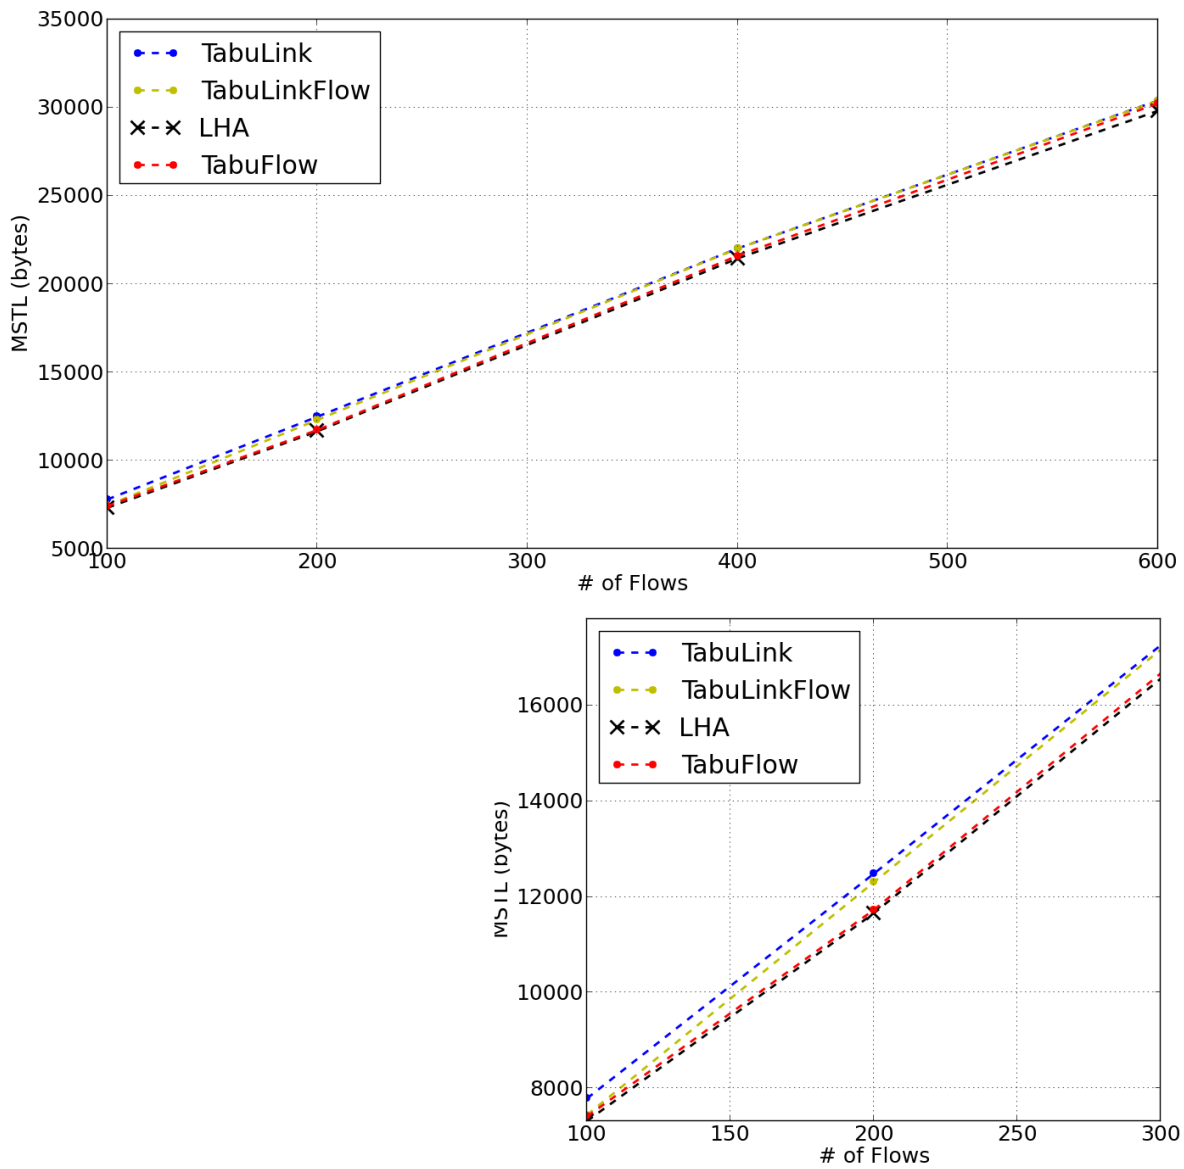 35000
30000
25000
20000
15000
10000
5000
MSTL (bytes)
TabuLink
TabuLinkFlow
LHA
TabuFlow
100 200 300 400 500 600
# of Flows
16000
14000
12000
10000
8000
MSTL (bytes)
TabuLink
TabuLinkFlow
LHA
TabuFlow
100 150 200 250 300
# of Flows